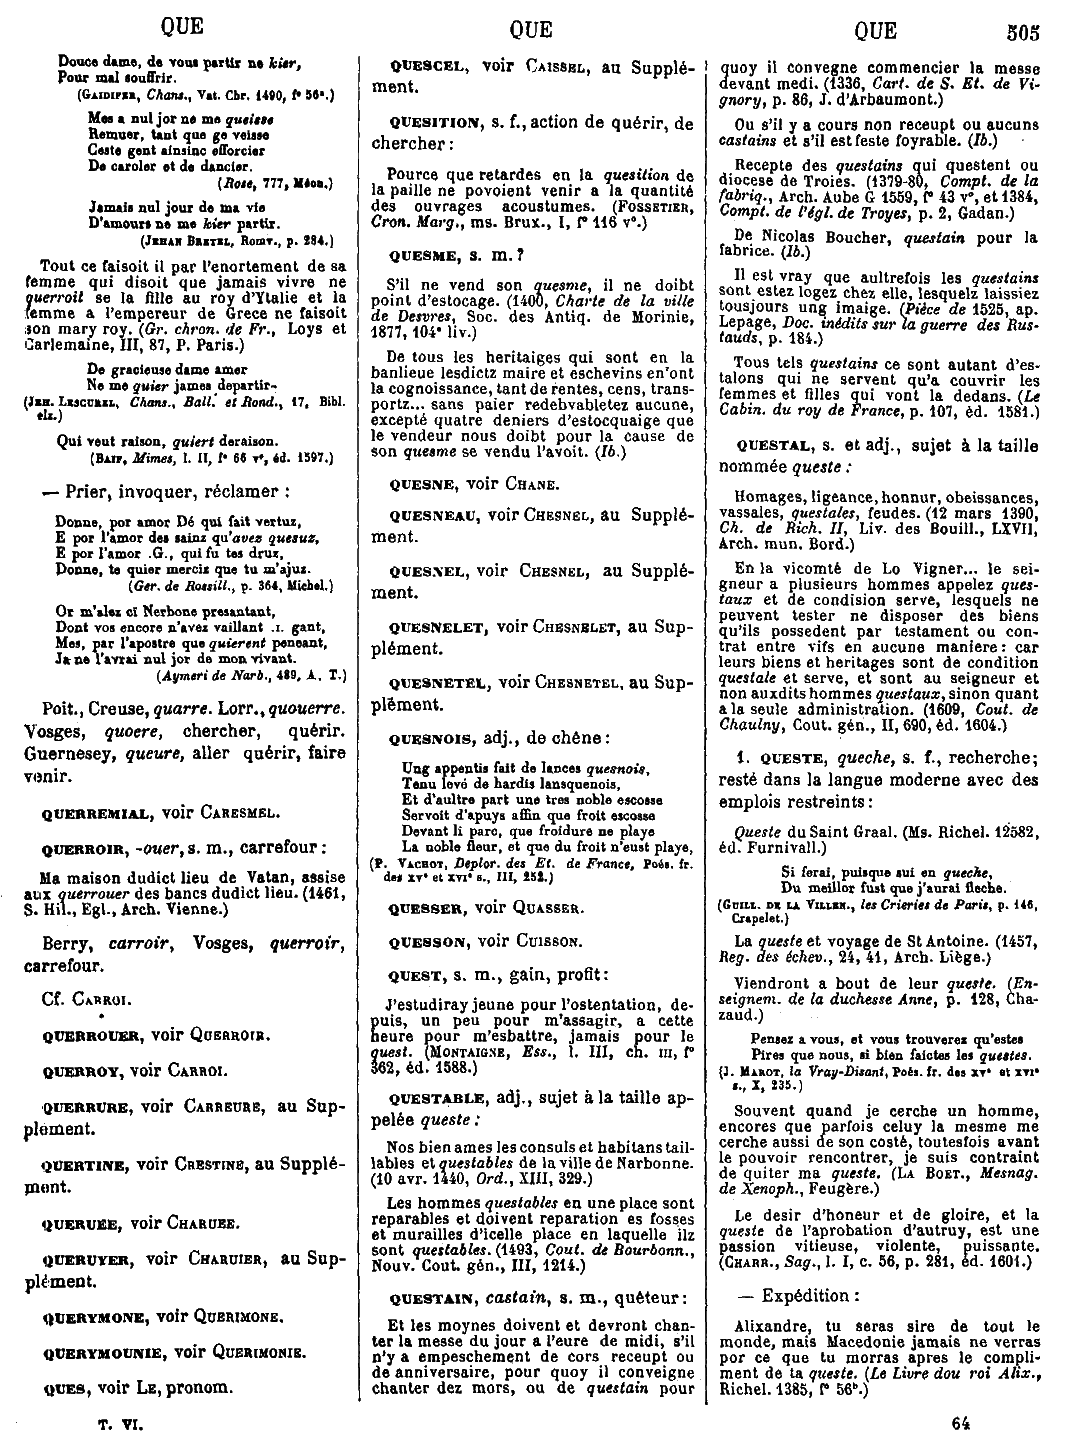 QUE
QUE
QUE 505
Douce dame, de vous partir ne kier,
Pour mal souffrir.
(GAIDIFER, Chans., Vat. Chr. 1490, f° 56ª.)
Mes a nul jor ne me queisse
Remuer, tant que ge veisse
Ceste gent ainsinc efforcier
De caroler et de dancier.
(Rose, 777, Méon.)
Jamais nul jour de ma vie
D'amours ne me kier partir.
(JEHAN BRETEL, Romv., p. 284.)
Tout ce faisoit il par l'enortement de sa
femme qui disoit que jamais vivre ne
querroit se la fille au roy d'Ytalie et la
femme a l'empereur de Grece ne faisoit
son mary roy. (Gr. chron. de Fr., Loys et
Carlemaine, III, 87, P. Paris.)
De gracieuse dame amer
Ne me quier james departir.
(JEH. LESCUREL, Chans., Ball. et Rond., 17, Bibl.
elz.)
Qui veut raison, quiert deraison.
(BAIF, Mimes, l. II, f° 66 v°, éd. 1597.)
— Prier, invoquer, réclamer :
Donne, por amor Dé qui fait vertuz,
E por l'amor des sainz qu'avez quesuz,
E por l'amor .G., qui fu tes druz,
Donne, te quier merciz que tu m'ajuz.
(Ger. de Rossill., p. 364, Michel.)
Or m'alez ci Nerbone presantant,
Dont vos encore n'avez vaillant .I. gant,
Mes, par l'apostre que quierent peneant,
Ja ne l'avrai nul jor de mon vivant.
(Aymeri de Narb., 489, A. T.)
Poit., Creuse, quarre. Lorr., quouerre.
Vosges, quoere, chercher, quérir.
Guernesey, queure, aller quérir, faire
venir.
QUERREMIAL, voir CARESMEL.
QUERROIR, -ouer, s. m., carrefour :
Ma maison dudict lieu de Vatan, assise
aux querrouer des bancs dudict lieu. (1461,
S. Hil., Egl., Arch. Vienne.)
Berry, carroir, Vosges, querroir,
carrefour.
Cf. CARROI.
QUERROUER, voir QUERROIR.
QUERROY, voir CARROI.
QUERRURE, voir CARREURE, au Sup-
plément.
QUERTINE, voir CRESTINE, au Supplé-
ment.
QUERUÉE, voir CHARUEE.
QUERUYER, voir CHARUIER, au Sup-
plément.
QUERYMONE, voir QUERIMONE.
QUERYMOUNIE, voir QUERIMONIE.
QUES, voir LE, pronom.
T. VI.
QUESCEL, voir CAISSEL, au Supplé-
ment.
QUESITION, s. f., action de quérir, de
chercher :
Pource que retardes en la quesition de
la paille ne povoient venir a la quantité
des ouvrages acoustumes. (FOSSETIER,
Cron. Marg., ms. Brux., I, f° 116 v°.)
QUESME, s. m. ?
S'il ne vend son quesme, il ne doibt
point d'estocage. (1400, Charte de la ville
de Desvres, Soc. des Antiq. de Morinie,
1877, 104° liv.)
De tous les heritaiges qui sont en la
banlieue lesdictz maire et eschevins en'ont
la cognoissance, tant de rentes, cens, trans-
portz... sans paier redebvabletez aucune,
excepté quatre deniers d'estocquaige que
le vendeur nous doibt pour la cause de
son quesme se vendu l'avoit. (Ib.)
QUESNE, voir CHANE.
QUESNEAU, voir CHESNEL, au Supplé-
ment.
QUESNEL, voir CHESNEL, au Supplé-
ment.
QUESNELET, voir CHESNELET, au Sup-
plément.
QUESNETEL, voir CHESNETEL, au Sup-
plément.
QUESNOIS, adj., de chêne :
Ung appentis fait de lances quesnois,
Tenu levé de hardis lansquenois,
Et d'aultre part une tres noble escosse
Servoit d'apuys affin que froit escosse
Devant li parc, que froidure ne playe
La noble fleur, et que du froit n'eust playe,
(P. VACHOT, Deplor. des Et. de France, Poés. fr.
des XVe et XVIe s., III, 252.)
QUESSER, voir QUASSER.
QUESSON, voir CUISSON.
QUEST, s. m., gain, profit :
J'estudiray jeune pour l'ostentation, de-
puis, un peu pour m'assagir, a cette
heure pour m'esbattre, jamais pour le
quest. (MONTAIGNE, Ess., l. III, ch. III, f°
362, éd. 1588.)
QUESTABLE, adj., sujet à la taille ap-
pelée queste :
Nos bien ames les consuls et habitans tail-
lables et questables de la ville de Narbonne.
(10 avr. 1440, Ord., XIII, 329.)
Les hommes questables en une place sont
reparables et doivent reparation es fosses
et murailles d'icelle place en laquelle ilz
sont questables. (1493, Cout. de Bourbonn.,
Nouv. Cout. gén., III, 1214.)
QUESTAIN, castain, s. m., quêteur :
Et les moynes doivent et devront chan-
ter la messe du jour a l'eure de midi, s'il
n'y a empeschement de cors receupt ou
de anniversaire, pour quoy il conveigne
chanter dez mors, ou de questain pour
quoy il convegne commencier la messe
devant medi. (1336, Cart. de S. Et. de Vi-
gnory, p. 86, J. d'Arbaumont.)
Ou s'il y a cours non receupt ou aucuns
castains et s'il est feste foyrable. (Ib.)
Recepte des questains qui questent ou
diocese de Troies. (1379-80, Compt. de la
fabriq., Arch. Aube G 1559, f° 43 v°, et 1384,
Compt. de l'égl. de Troyes, p. 2, Gadan.)
De Nicolas Boucher, questain pour la
fabrice. (Ib.)
Il est vray que aultrefois les questains
sont estez logez chez elle, lesquelz laissiez
tousjours ung imaige. (Pièce de 1525, ap.
Lepage, Doc. inédits sur la guerre des Rus-
tauds, p. 184.)
Tous tels questains ce sont autant d'es-
talons qui ne servent qu'a couvrir les
femmes et filles qui vont la dedans. (Le
Cabin. du roy de France, p. 107, éd. 1581.)
QUESTAL, s. et adj., sujet à la taille
nommée queste :
Homages, ligeance, honnur, obeissances,
vassales, questales, feudes. (12 mars 1390,
Ch. de Rich. II, Liv. des Bouill., LXVII,
Arch. mun. Bord.)
En la vicomté de Lo Vigner... le sei-
gneur a plusieurs hommes appelez ques-
taux et de condision serve, lesquels ne
peuvent tester ne disposer des biens
qu'ils possedent par testament ou con-
trat entre vifs en aucune maniere : car
leurs biens et heritages sont de condition
questale et serve, et sont au seigneur et
non auxdits hommes questaux, sinon quant
a la seule administration. (1609, Cout. de
Chaulny, Cout. gén., II, 690, éd. 1604.)
1. QUESTE, queche, s. f., recherche;
resté dans la langue moderne avec des
emplois restreints :
Queste du Saint Graal. (Ms. Richel. 12582,
éd. Furnivall.)
Si ferai, puisque sui en queche,
Du meillor fust que j'aurai fleche.
(GUILL. DE LA VILLEN., les Crieries de Paris, p. 146,
Crapelet.)
La queste et voyage de St Antoine. (1457,
Reg. des échev., 24, 41, Arch. Liège.)
Viendront a bout de leur queste. (En-
seignem. de la duchesse Anne, p. 128, Cha-
zaud.)
Pensez a vous, et vous trouverez qu'estes
Pires que nous, si bien faictes les questes.
(J. MAROT, la Vray-Disant, Poés. fr. des XVe et XVIe
s., X, 235.)
Souvent quand je cerche un homme,
encores que parfois celuy la mesme me
cerche aussi de son costé, toutesfois avant
le pouvoir rencontrer, je suis contraint
de quiter ma queste. (LA BOET., Mesnag.
de Xenoph., Feugère.)
Le desir d'honeur et de gloire, et la
queste de l'aprobation d'autruy, est une
passion vitieuse, violente, puissante.
(CHARR., Sag., l. I, c. 56, p. 281, éd. 1601.)
— Expédition :
Alixandre, tu seras sire de tout le
monde, mais Macedonie jamais ne verras
por ce que tu morras apres le compli-
ment de ta queste. (Le Livre dou roi Alix.,
Richel. 1385, f° 56ᵇ.)
64